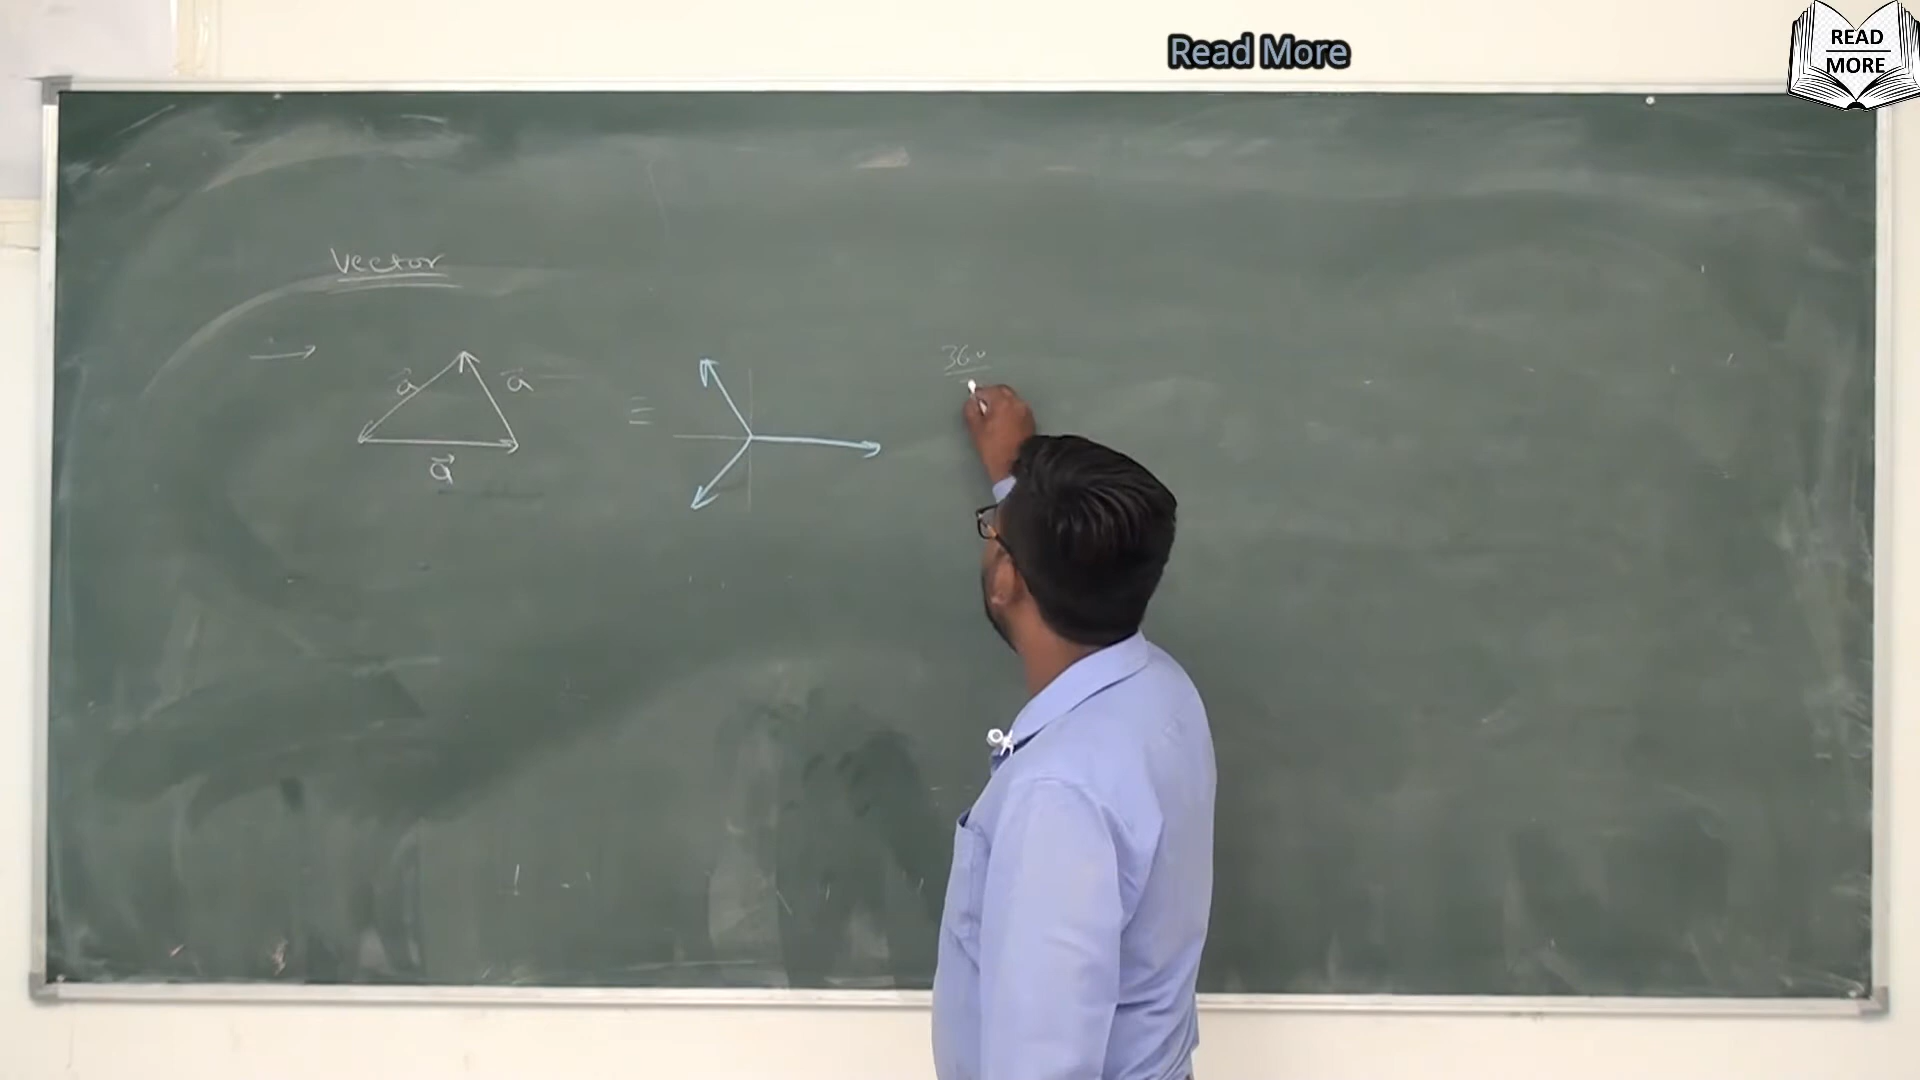 Read More
READ
MORE
Vector
a⃗
a⃗
≡
a⃗
360